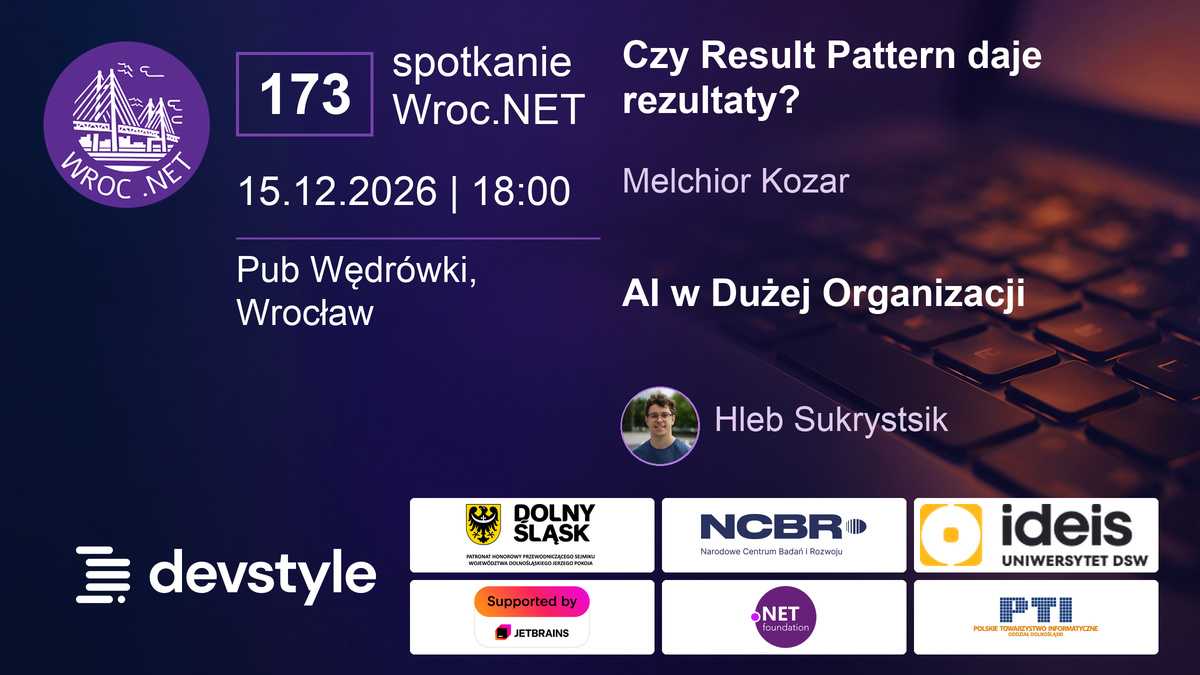 WROC .NET
173
spotkanie
Wroc.NET
15.12.2026 | 18:00
Pub Wędrówki,
Wrocław
Czy Result Pattern daje
rezultaty?
Melchior Kozar
AI w Dużej Organizacji
Hleb Sukrystsik
devstyle
DOLNY
ŚLĄSK
PATRONAT HONOROWY PRZEWODNICZĄCEGO SEJMIKU
WOJEWÓDZTWA DOLNOŚLĄSKIEGO JERZEGO POKOJA
NCBR
Narodowe Centrum Badań i Rozwoju
ideis
UNIWERSYTET DSW
Supported by
JETBRAINS
.NET
foundation
PTI
POLSKIE TOWARZYSTWO INFORMATYCZNE
ODDZIAŁ DOLNOŚLĄSKI